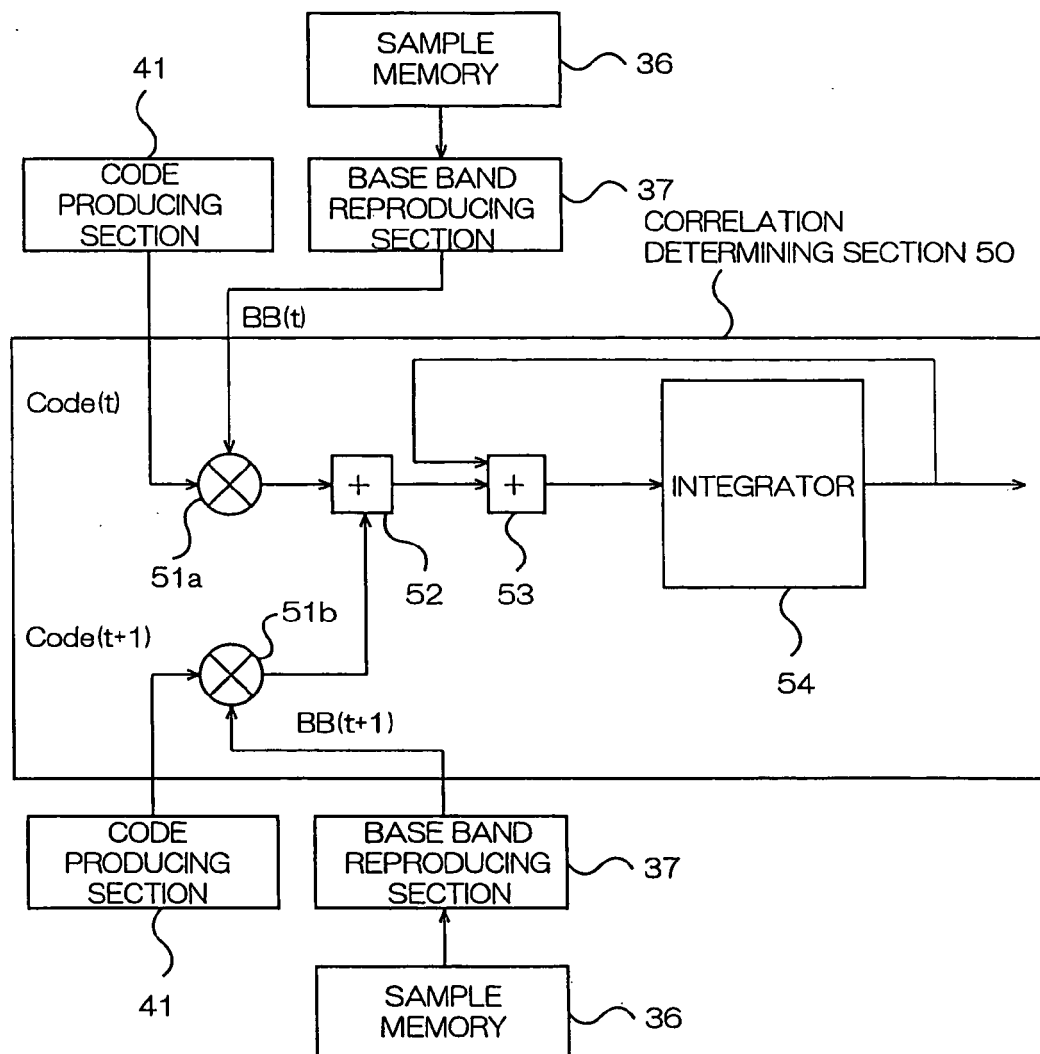 SAMPLE
MEMORY
36
41
CODE
PRODUCING
SECTION
BASE BAND
REPRODUCING
SECTION
37
CORRELATION
DETERMINING SECTION 50
BB(t)
Code(t)
+
+
INTEGRATOR
51a
52
53
51b
Code(t+1)
54
BB(t+1)
CODE
PRODUCING
SECTION
BASE BAND
REPRODUCING
SECTION
37
41
SAMPLE
MEMORY
36